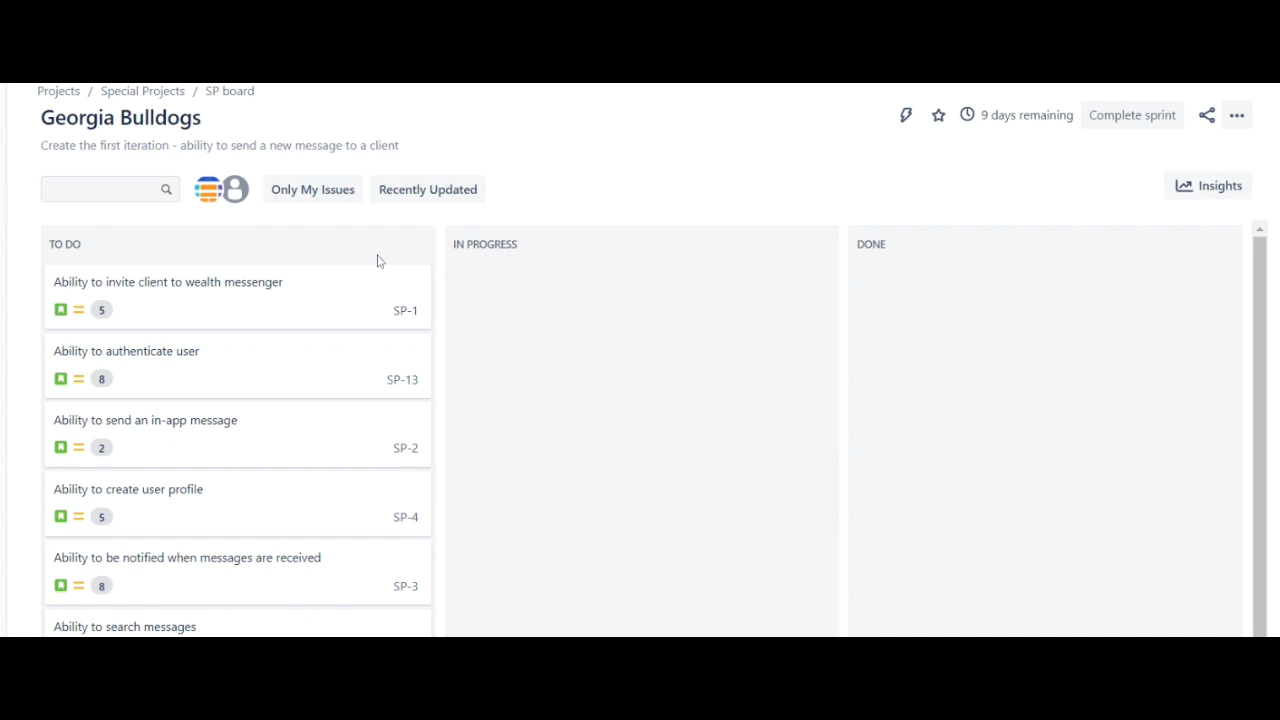 Projects / Special Projects / SP board
Georgia Bulldogs
9 days remaining
Complete sprint
Create the first iteration - ability to send a new message to a client
Only My Issues
Recently Updated
Insights
TO DO
IN PROGRESS
DONE
Ability to invite client to wealth messenger
5
SP-1
Ability to authenticate user
8
SP-13
Ability to send an in-app message
2
SP-2
Ability to create user profile
5
SP-4
Ability to be notified when messages are received
8
SP-3
Ability to search messages